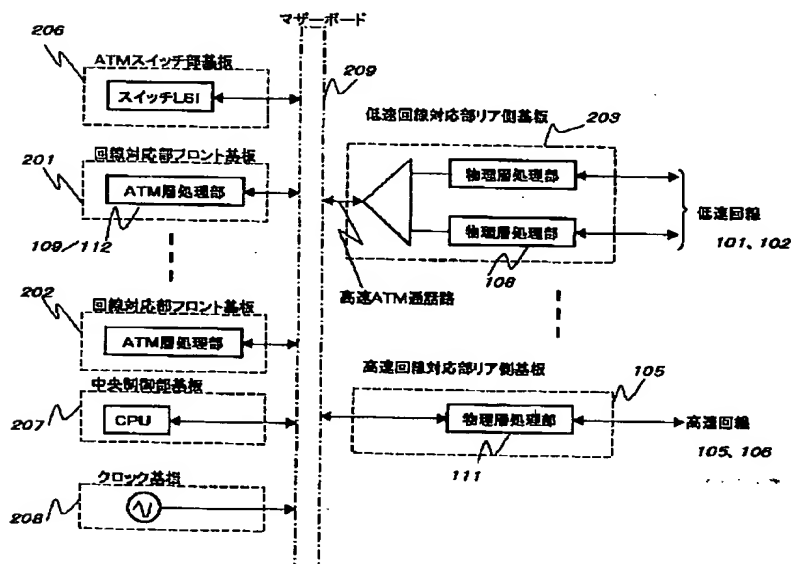 マザーボード
206
ATMスイッチ部基板
スイッチLSI
209
低速回線対応部リア側基板
203
201
回線対応部フロント基板
ATM層処理部
109/112
物理層処理部
物理層処理部
108
低速回線
101、102
高速ATM通話路
202
回線対応部フロント基板
ATM層処理部
高速回線対応部リア側基板
105
中央制御部基板
207
CPU
物理層処理部
111
高速回線
105、106
クロック基板
208